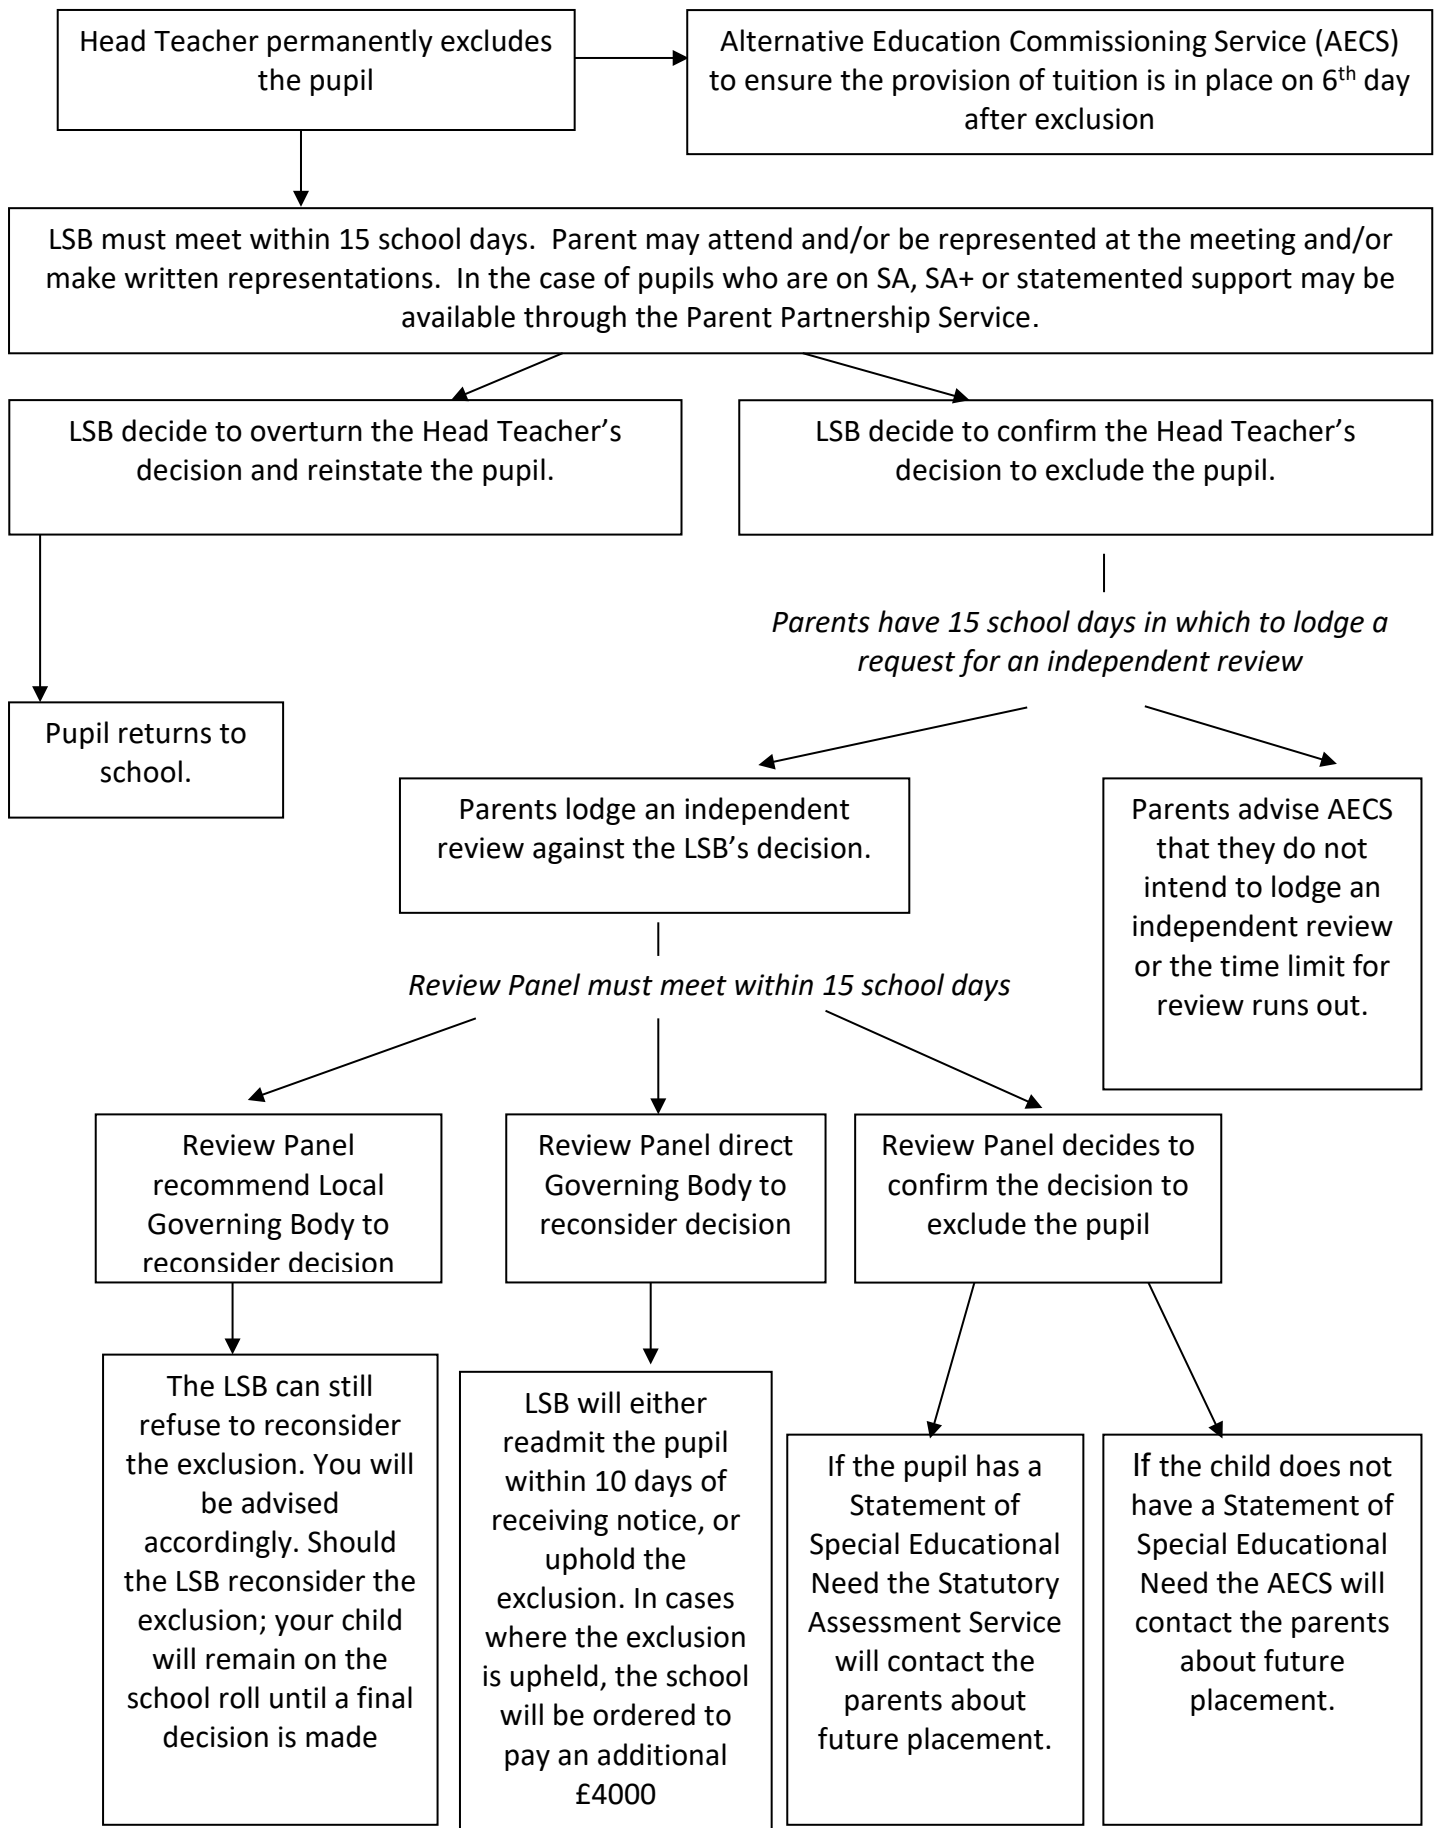 Head Teacher permanently excludes
the pupil
Alternative Education Commissioning Service (AECS)
to ensure the provision of tuition is in place on 6th day
after exclusion
LSB must meet within 15 school days.  Parent may attend and/or be represented at the meeting and/or
make written representations.  In the case of pupils who are on SA, SA+ or statemented support may be
available through the Parent Partnership Service.
LSB decide to overturn the Head Teacher’s
decision and reinstate the pupil.
LSB decide to confirm the Head Teacher’s
decision to exclude the pupil.
Parents have 15 school days in which to lodge a
request for an independent review
Pupil returns to
school.
Parents lodge an independent
review against the LSB’s decision.
Parents advise AECS
that they do not
intend to lodge an
independent review
or the time limit for
review runs out.
Review Panel must meet within 15 school days
Review Panel
recommend Local
Governing Body to
reconsider decision
Review Panel direct
Governing Body to
reconsider decision
Review Panel decides to
confirm the decision to
exclude the pupil
The LSB can still
refuse to reconsider
the exclusion. You will
be advised
accordingly. Should
the LSB reconsider the
exclusion; your child
will remain on the
school roll until a final
decision is made
LSB will either
readmit the pupil
within 10 days of
receiving notice, or
uphold the
exclusion. In cases
where the exclusion
is upheld, the school
will be ordered to
pay an additional
£4000
If the pupil has a
Statement of
Special Educational
Need the Statutory
Assessment Service
will contact the
parents about
future placement.
If the child does not
have a Statement of
Special Educational
Need the AECS will
contact the parents
about future
placement.